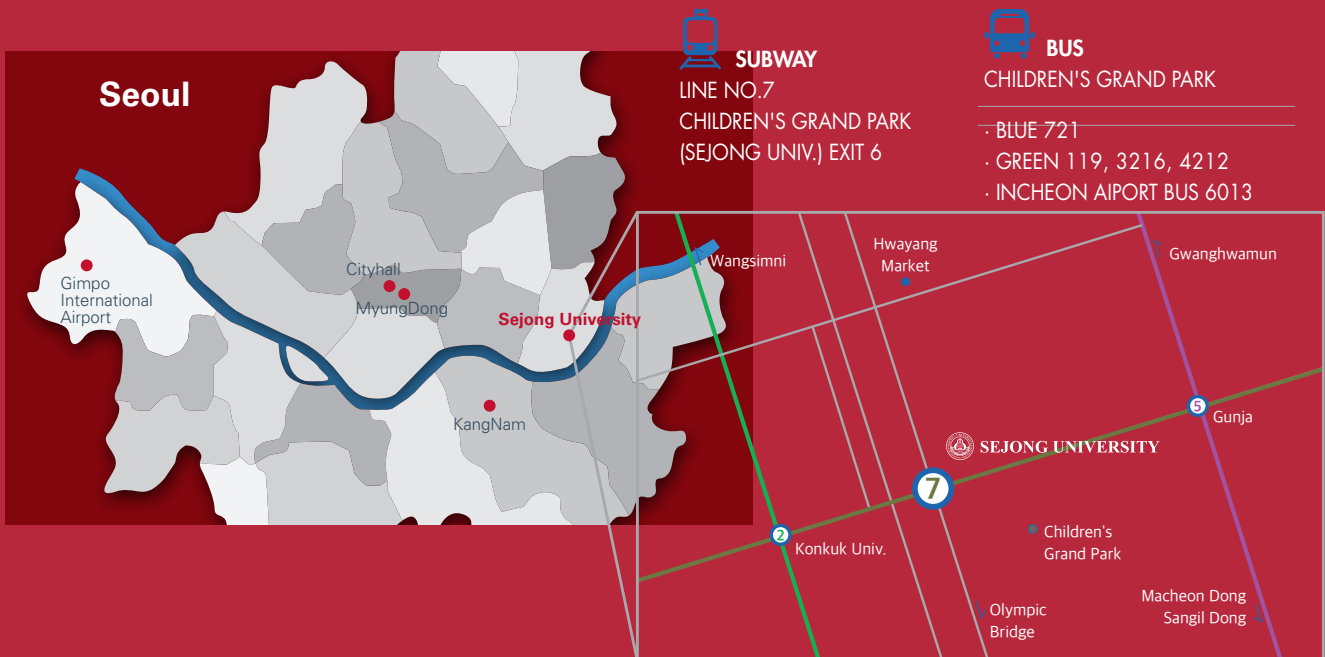 Seoul
Gimpo
International
Airport
Cityhall
MyungDong
Sejong University
KangNam
SUBWAY
LINE NO.7
CHILDREN'S GRAND PARK
(SEJONG UNIV.) EXIT 6
BUS
CHILDREN'S GRAND PARK
· BLUE 721
· GREEN 119, 3216, 4212
· INCHEON AIPORT BUS 6013
Wangsimni
Hwayang
Market
Gwanghwamun
5
Gunja
SEJONG UNIVERSITY
7
2
Konkuk Univ.
Children's
Grand Park
Olympic
Bridge
Macheon Dong
Sangil Dong